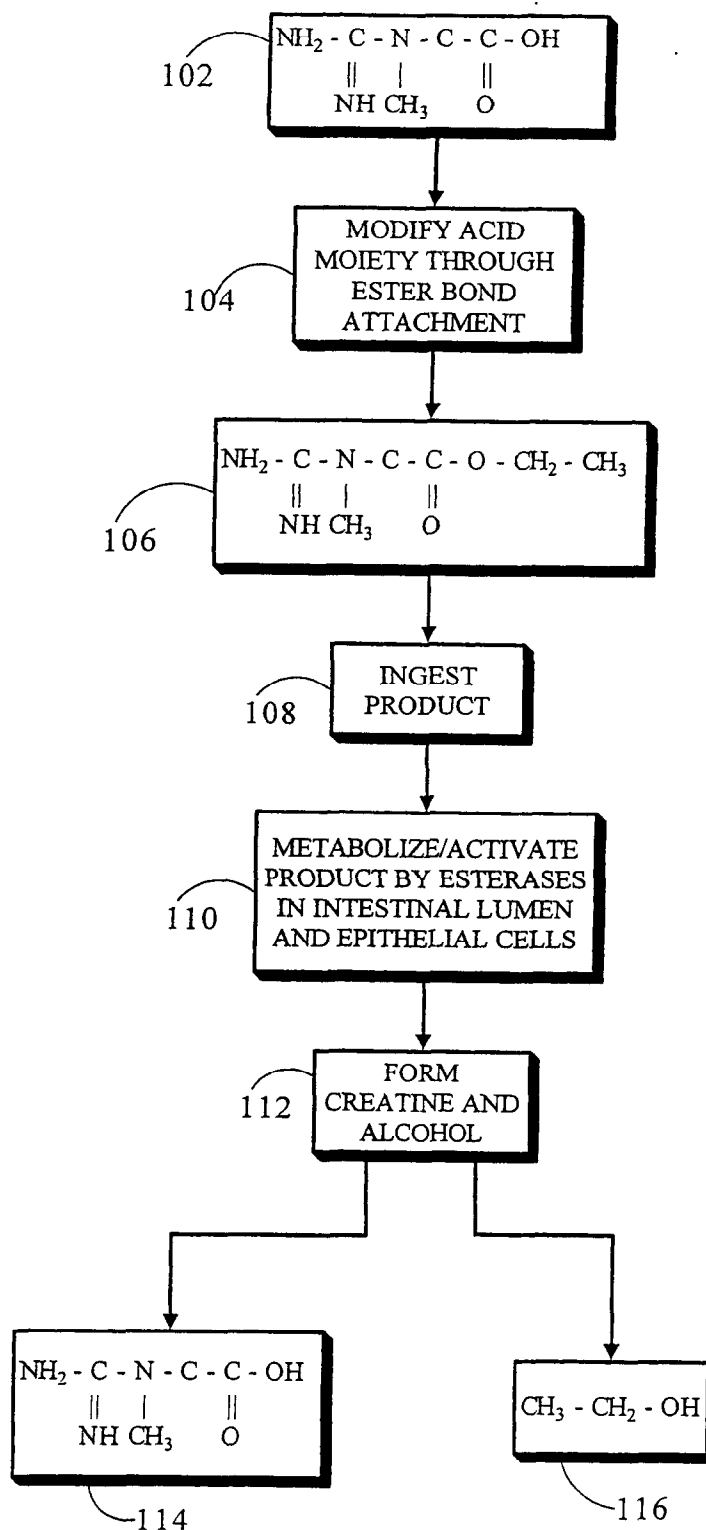 NH₂ - C - N - C - C - OH
|| | ||
NH CH₃ O
102
MODIFY ACID
MOIETY THROUGH
ESTER BOND
ATTACHMENT
104
NH₂ - C - N - C - C - O - CH₂ - CH₃
|| | ||
NH CH₃ O
106
INGEST
PRODUCT
108
METABOLIZE/ACTIVATE
PRODUCT BY ESTERASES
IN INTESTINAL LUMEN
AND EPITHELIAL CELLS
110
FORM
CREATINE AND
ALCOHOL
112
NH₂ - C - N - C - C - OH
|| | ||
NH CH₃ O
114
CH₃ - CH₂ - OH
116